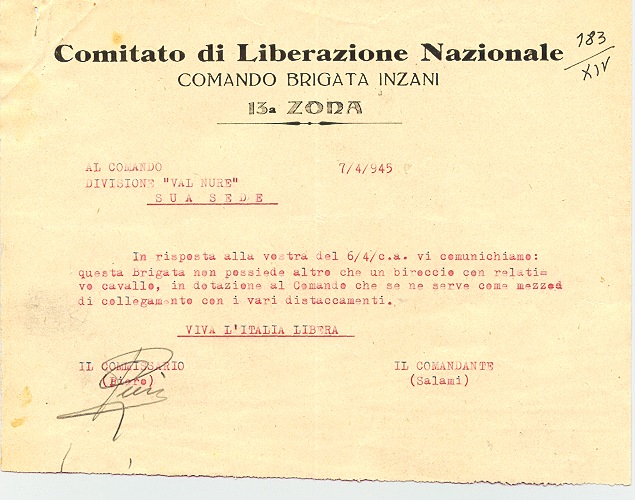 Comitato di Liberazione Nazionale
183
XIV
COMANDO BRIGATA INZANI
13a ZONA
AL COMANDO 7/4/945
DIVISIONE "VAL NURE"
SUA SEDE
In risposta alla vostra del 6/4/c.a. vi comunichiamo:
questa Brigata non possiede altro che un biroccio con relati=
vo cavallo, in dotazione al Comando che se ne serve come mezzod
di collegamento con i vari distaccamenti.
VIVA L'ITALIA LIBERA
IL COMMISSARIO IL COMANDANTE
(Piero) (Salami)